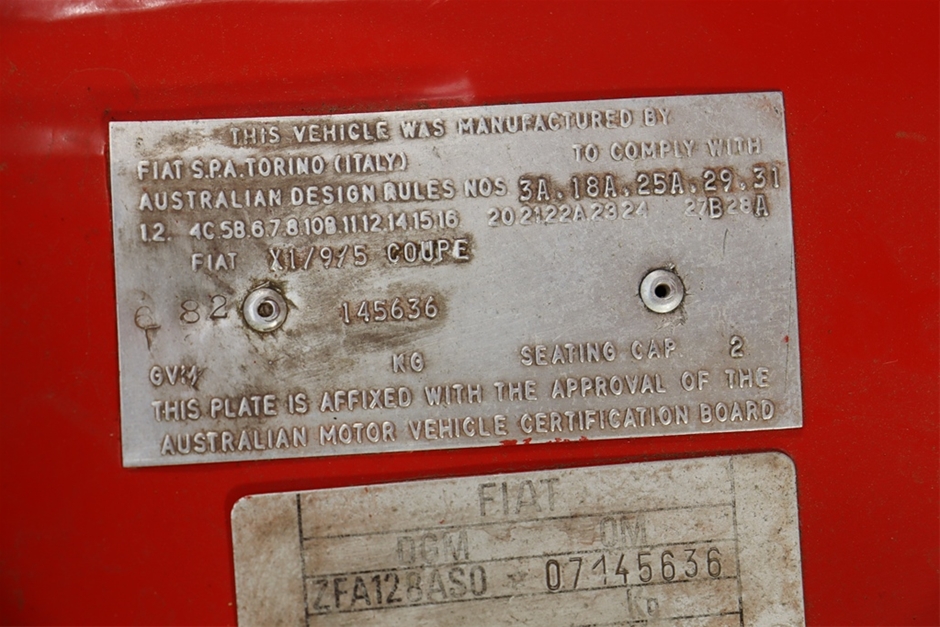 THIS VEHICLE WAS MANUFACTURED BY
FIAT S.P.A. TORINO (ITALY) TO COMPLY WITH
AUSTRALIAN DESIGN RULES NOS 3A.18A.25A.29.31
1.2. 4C.5B.6.7.8.10B.11.12.14.15.16. 20 21 22A 23 24 27B 28A
FIAT X1/9/5 COUPE
6 82 145636
GVM KG SEATING CAP. 2
THIS PLATE IS AFFIXED WITH THE APPROVAL OF THE
AUSTRALIAN MOTOR VEHICLE CERTIFICATION BOARD
FIAT
DGM OM
ZFA128AS0 * 07145636
Kp